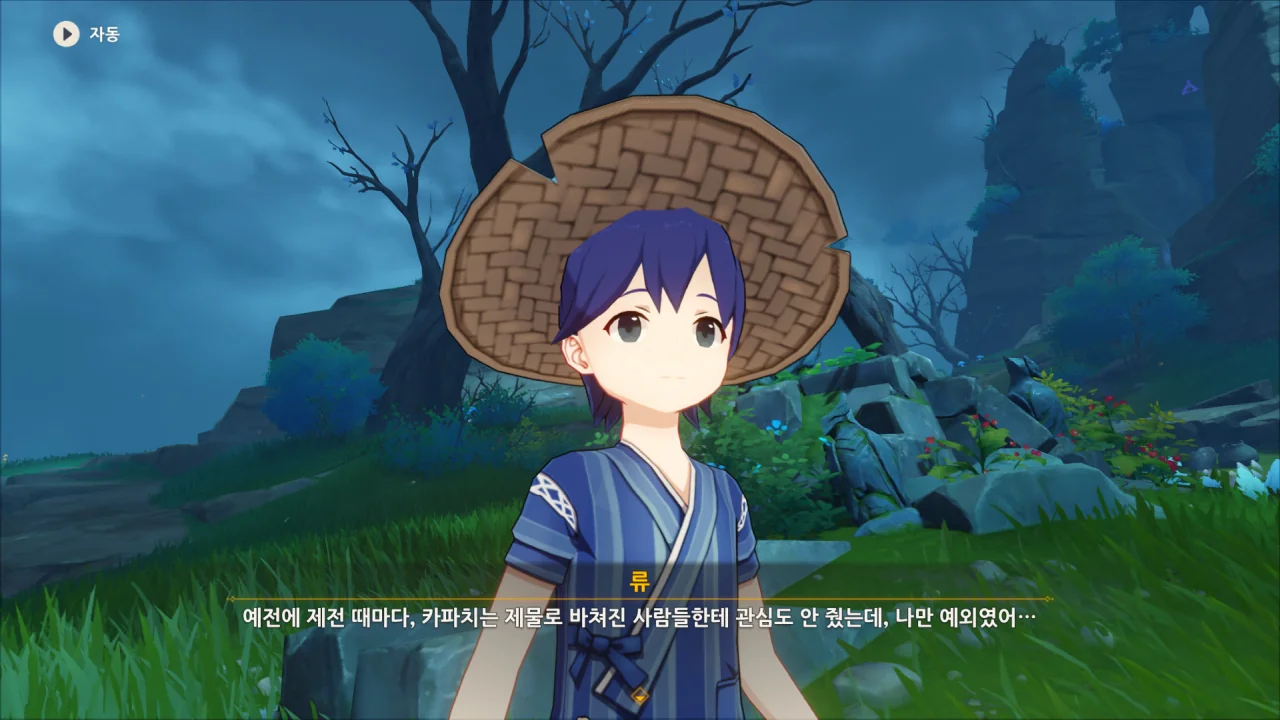 자동
류
예전에 제전 때마다, 카파치는 제물로 바쳐진 사람들한테 관심도 안 줬는데, 나만 예외였어…